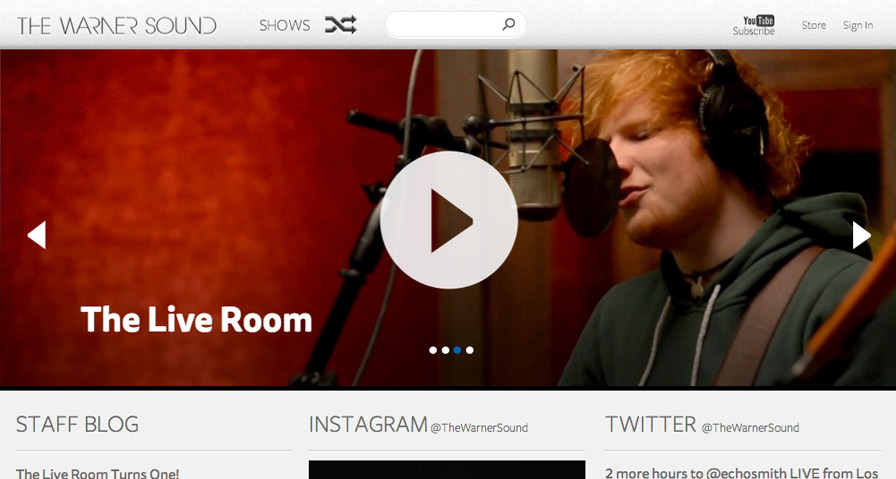 THE WARNER SOUND
SHOWS
YouTube
Subscribe
Store
Sign In
The Live Room
STAFF BLOG
INSTAGRAM @TheWarnerSound
TWITTER @TheWarnerSound
The Live Room Turns One!
2 more hours to @echosmith LIVE from Los